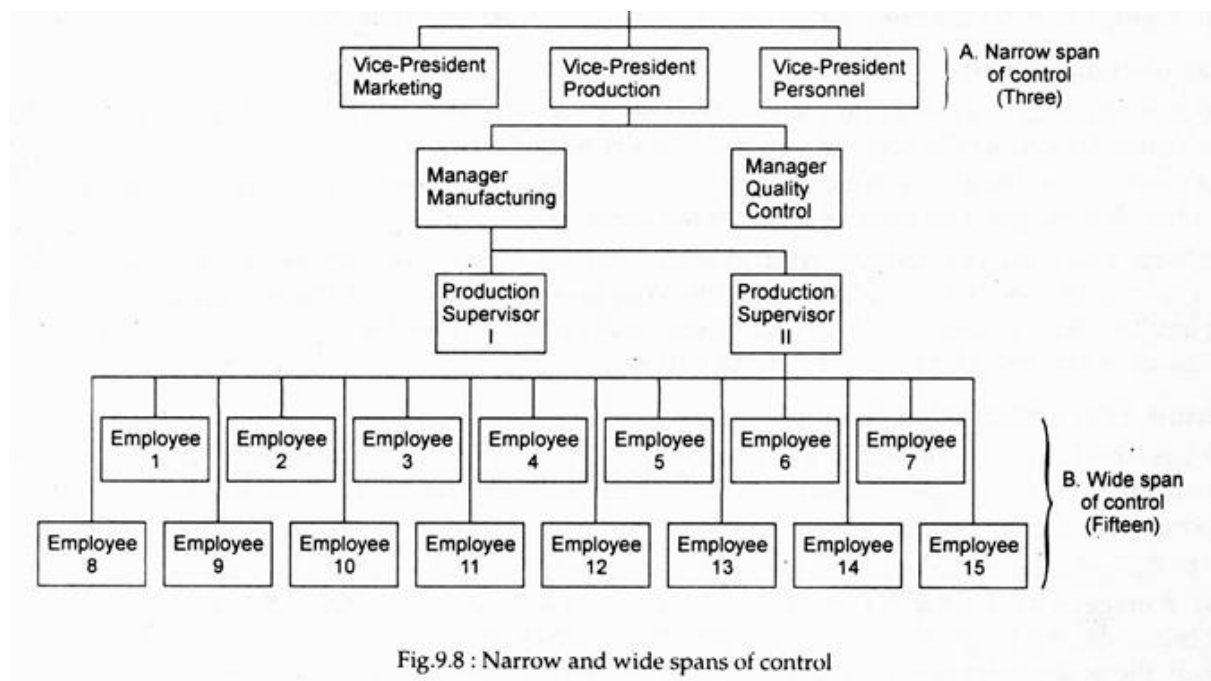 Vice-President
Marketing
Vice-President
Production
Vice-President
Personnel
A. Narrow span
of control
(Three)
Manager
Manufacturing
Manager
Quality
Control
Production
Supervisor
I
Production
Supervisor
II
Employee
1
Employee
2
Employee
3
Employee
4
Employee
5
Employee
6
Employee
7
Employee
8
Employee
9
Employee
10
Employee
11
Employee
12
Employee
13
Employee
14
Employee
15
B. Wide span
of control
(Fifteen)
Fig.9.8 : Narrow and wide spans of control